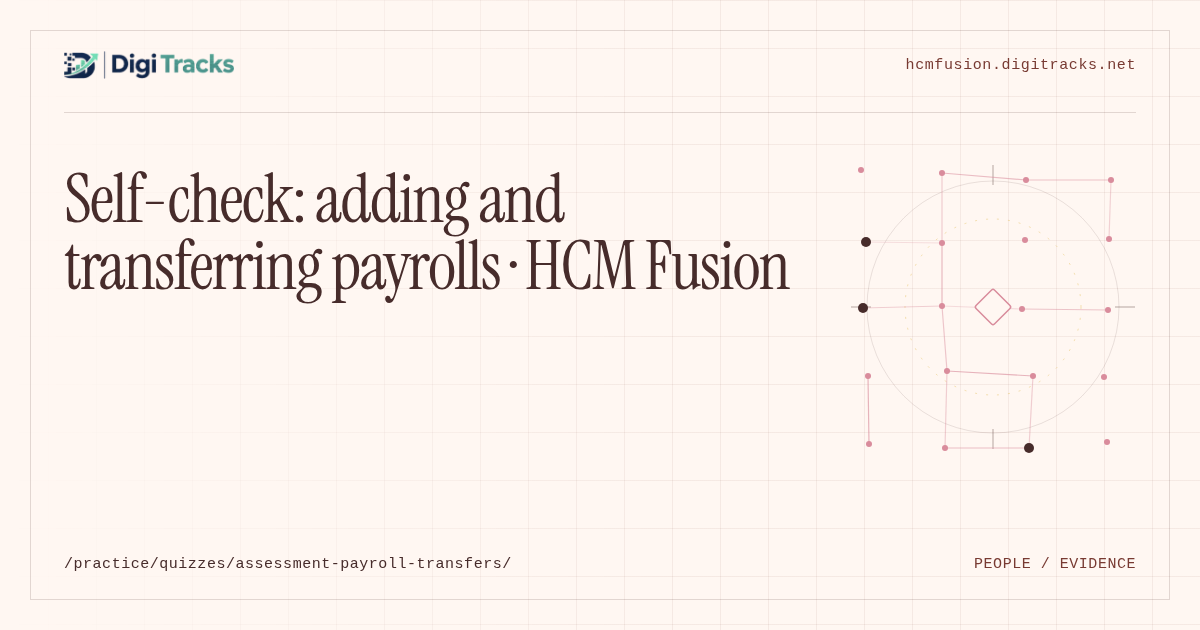 Digi Tracks
hcmfusion.digitracks.net
Self-check: adding and
transferring payrolls · HCM Fusion
/practice/quizzes/assessment-payroll-transfers/
PEOPLE / EVIDENCE